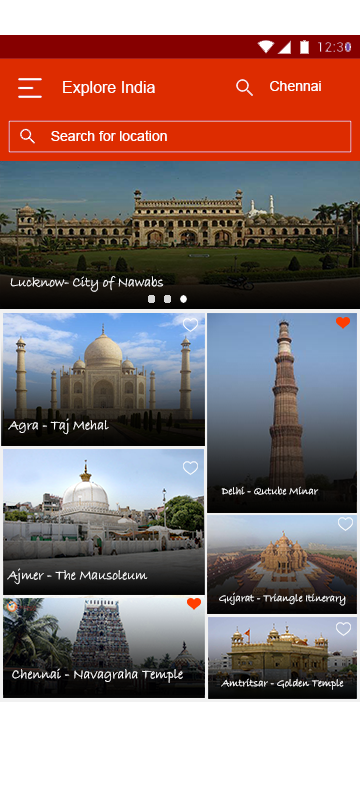 12:30
Explore India
Chennai
Search for location
Lucknow- City of Nawabs
Agra - Taj Mehal
Delhi - Qutube Minar
Ajmer - The Mausoleum
Gujarat - Triangle Itinerary
Chennai - Navagraha Temple
Amtritsar - Golden Temple